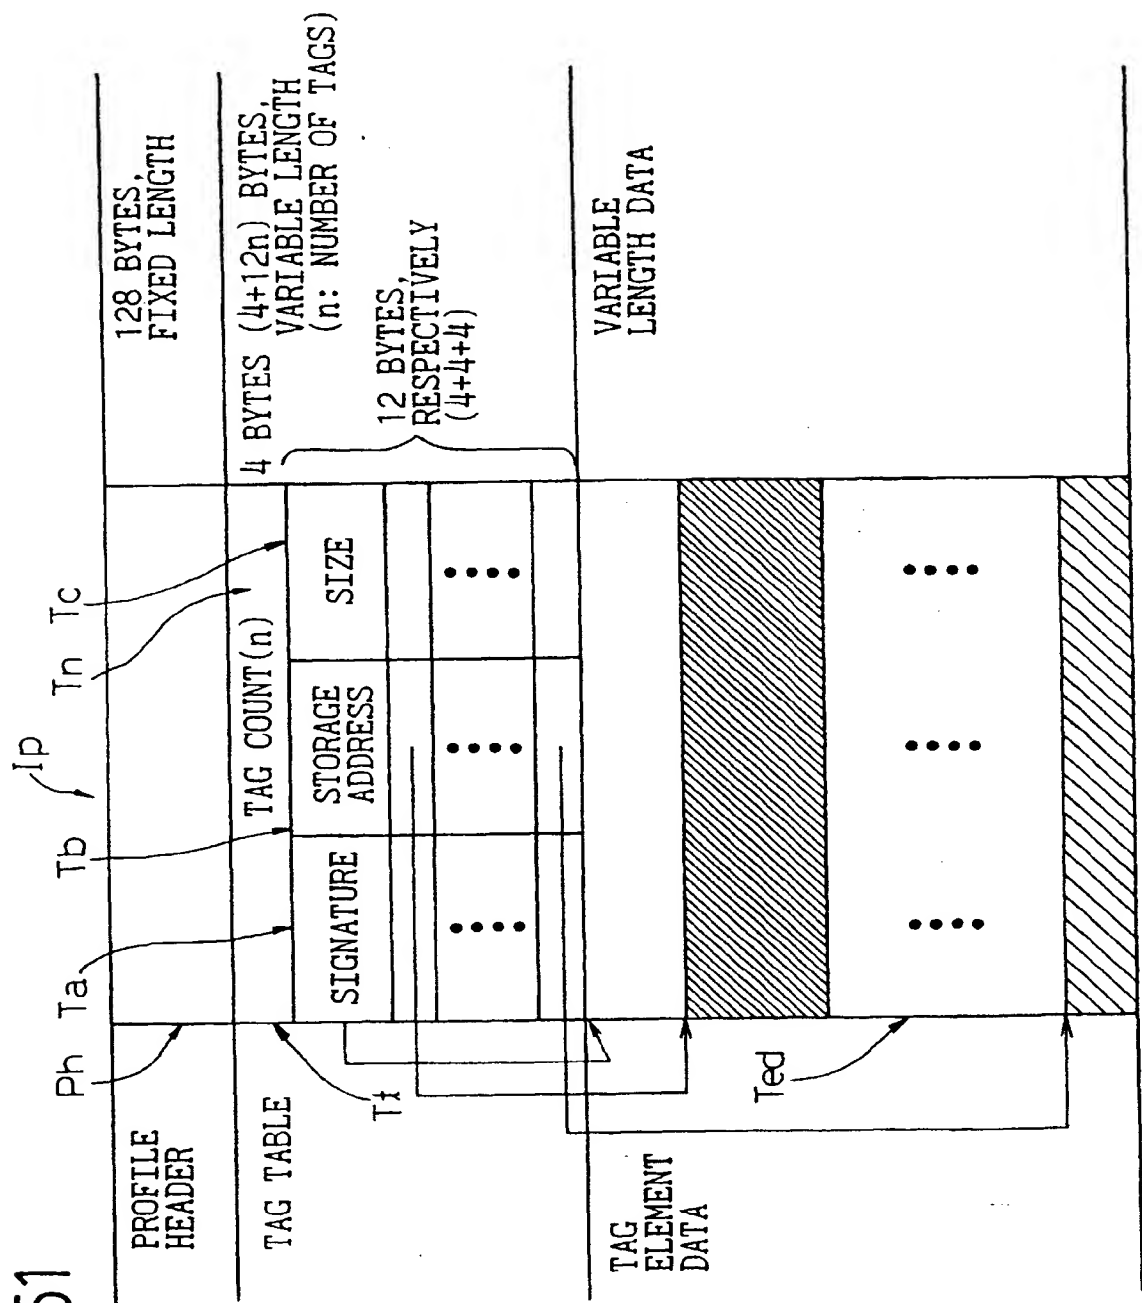 51
Ip
Ph
Ta
Tb
Tn
Tc
PROFILE
HEADER
128 BYTES,
FIXED LENGTH
TAG TABLE
TAG COUNT(n)
4 BYTES
(4+12n) BYTES,
VARIABLE LENGTH
(n: NUMBER OF TAGS)
SIGNATURE
STORAGE
ADDRESS
SIZE
12 BYTES,
RESPECTIVELY
(4+4+4)
Tt
TAG
ELEMENT
DATA
Ted
VARIABLE
LENGTH DATA